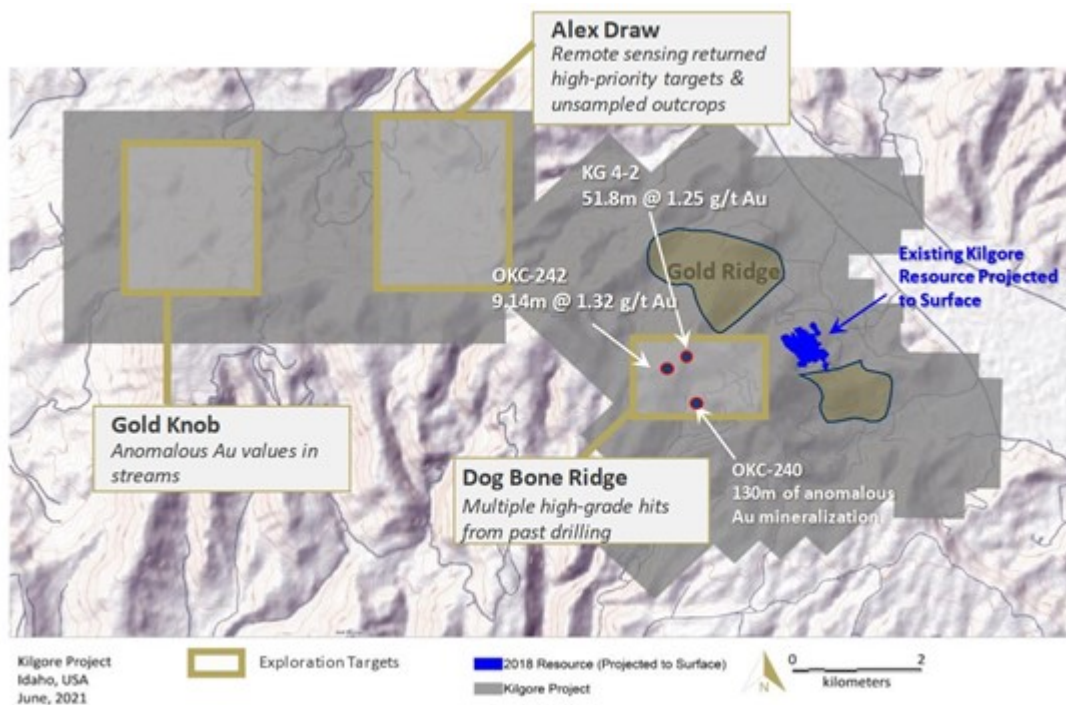 Alex Draw
Remote sensing returned
high-priority targets &
unsampled outcrops
KG 4-2
51.8m @ 1.25 g/t Au
Existing Kilgore
Resource Projected
to Surface
Gold Ridge
OKC-242
9.14m @ 1.32 g/t Au
Gold Knob
Anomalous Au values in
streams
Dog Bone Ridge
Multiple high-grade hits
from past drilling
OKC-240
130m of anomalous
Au mineralization
Kilgore Project
Idaho, USA
June, 2021
Exploration Targets
2018 Resource (Projected to Surface)
Kilgore Project
N
0 2
kilometers